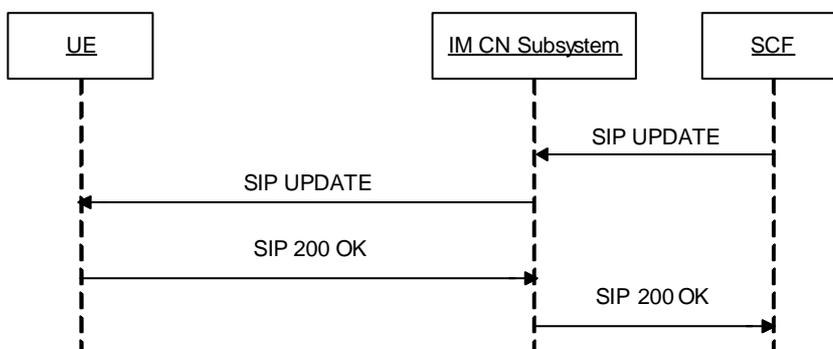 UE
IM CN Subsystem
SCF
SIP UPDATE
SIP UPDATE
SIP 200 OK
SIP 200 OK